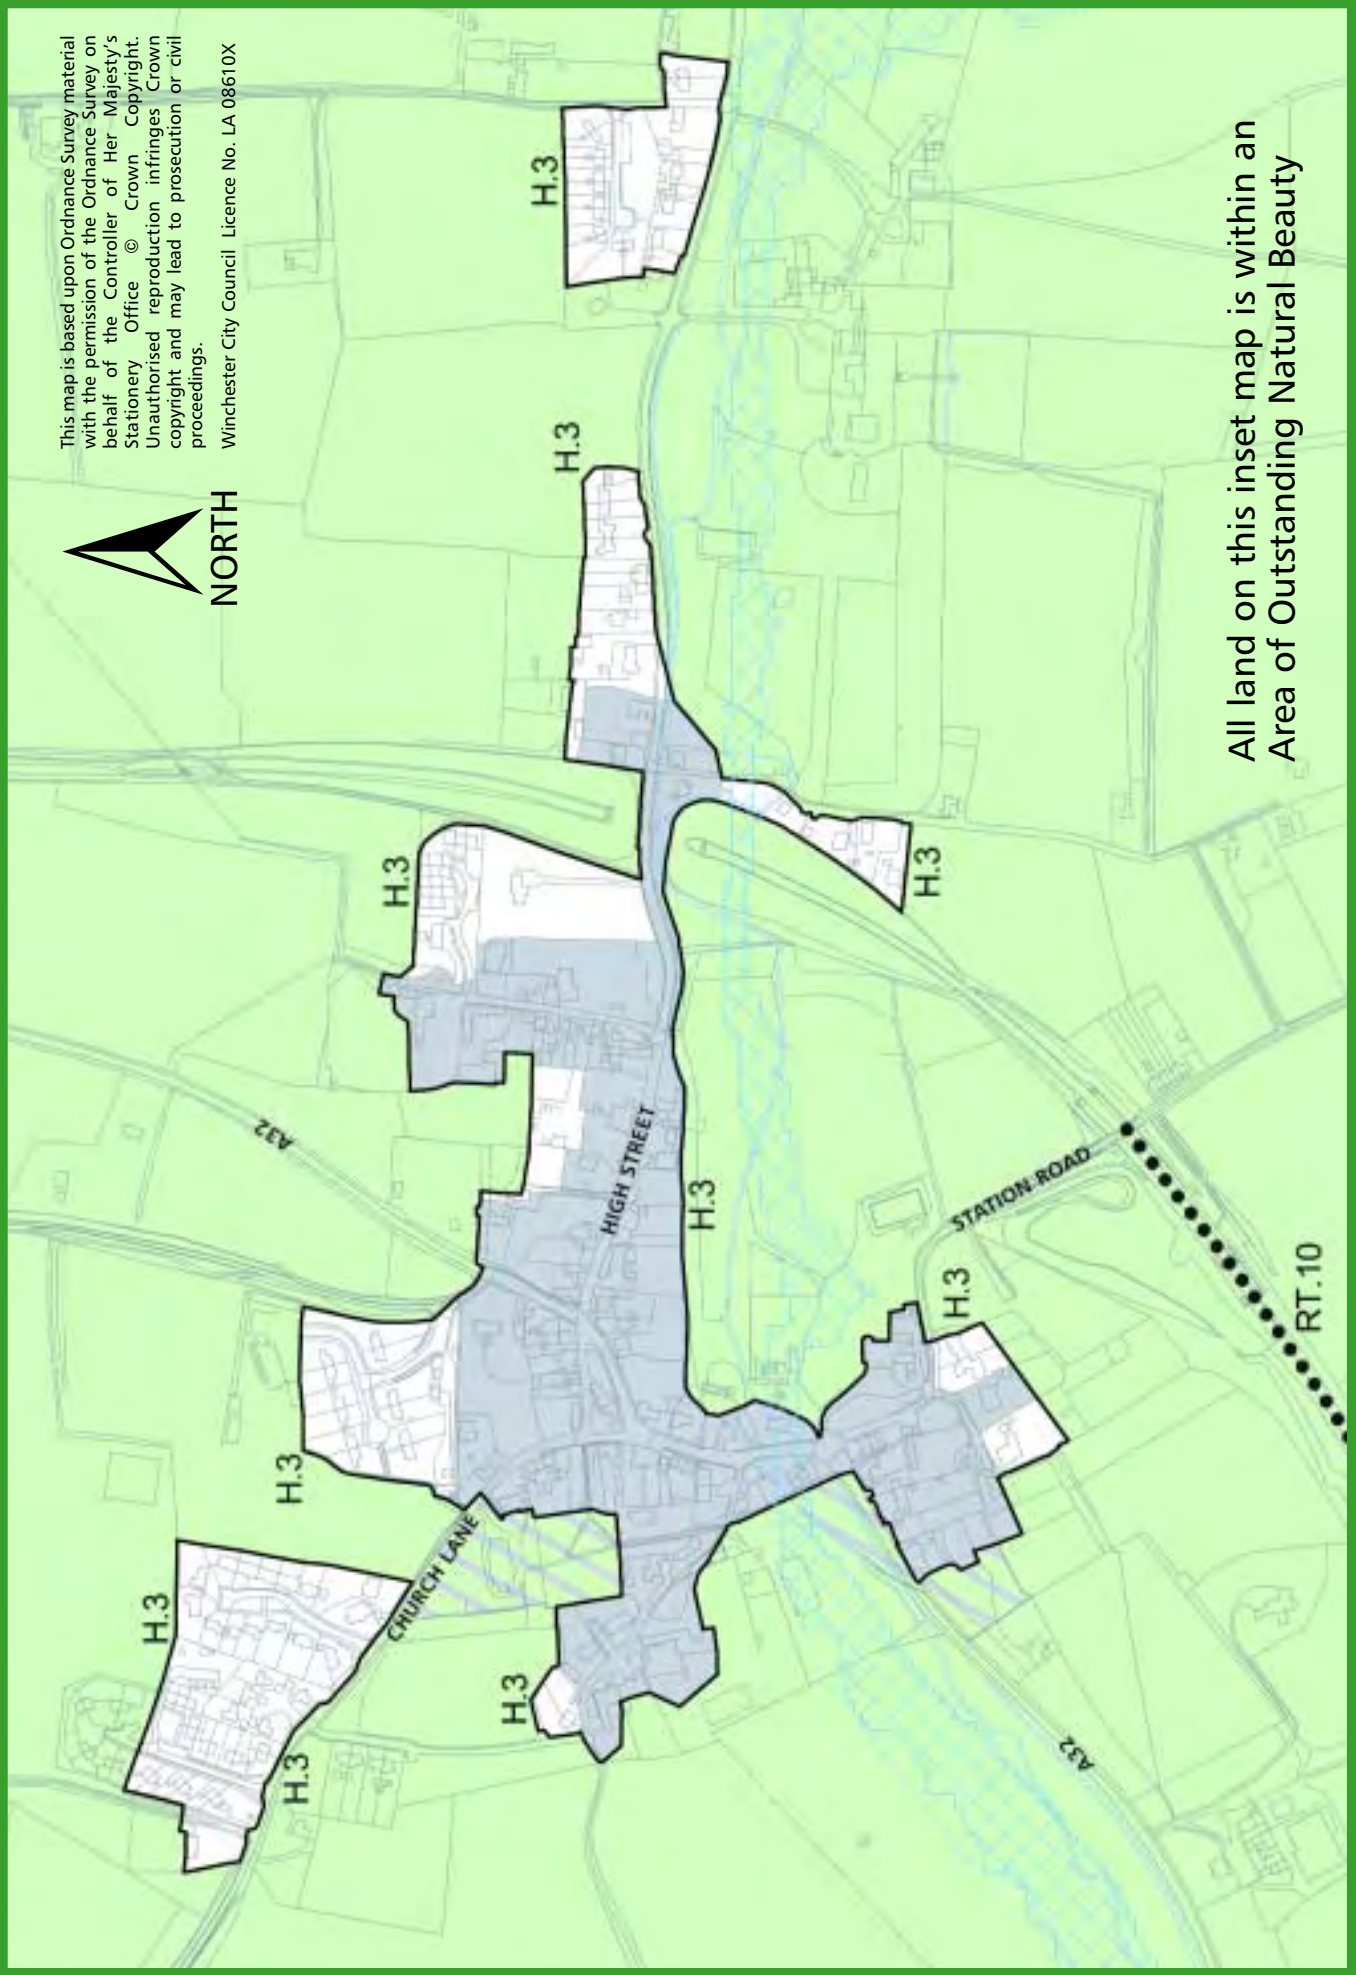 This map is based upon Ordnance Survey material
with the permission of the Ordnance Survey on
behalf of the Controller of Her Majesty's
Stationery Office © Crown Copyright.
Unauthorised reproduction infringes Crown
copyright and may lead to prosecution or civil
proceedings.
Winchester City Council Licence No. LA 08610X
NORTH
H.3
H.3
H.3
H.3
H.3
H.3
H.3
H.3
H.3
H.3
A32
CHURCH LANE
HIGH STREET
STATION ROAD
A32
RT.10
All land on this inset map is within an
Area of Outstanding Natural Beauty